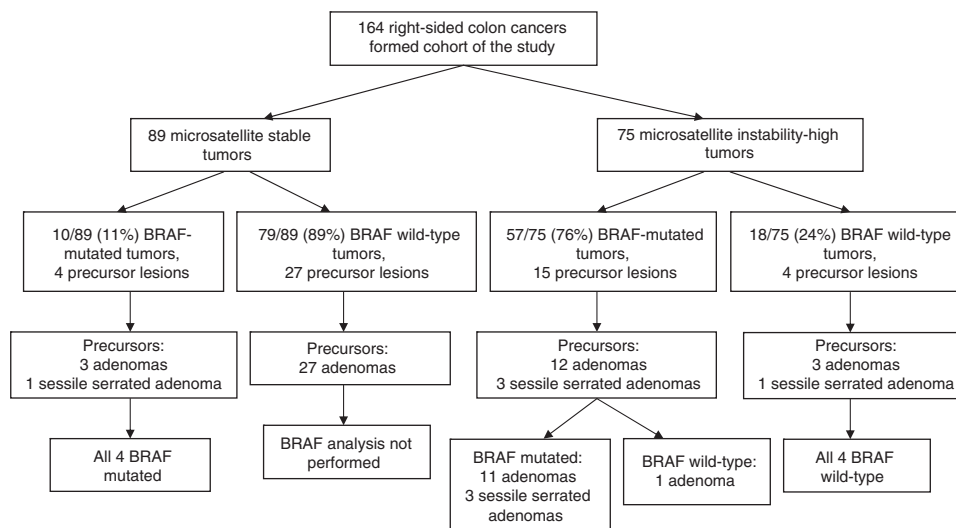 164 right-sided colon cancers
formed cohort of the study
89 microsatellite stable
tumors
75 microsatellite instability-high
tumors
10/89 (11%) BRAF-
mutated tumors,
4 precursor lesions
79/89 (89%) BRAF wild-type
tumors,
27 precursor lesions
57/75 (76%) BRAF-mutated
tumors,
15 precursor lesions
18/75 (24%) BRAF wild-type
tumors,
4 precursor lesions
Precursors:
3 adenomas
1 sessile serrated adenoma
Precursors:
27 adenomas
Precursors:
12 adenomas
3 sessile serrated adenomas
Precursors:
3 adenomas
1 sessile serrated adenoma
All 4 BRAF
mutated
BRAF analysis not
performed
BRAF mutated:
11 adenomas
3 sessile serrated
adenomas
BRAF wild-type:
1 adenoma
All 4 BRAF
wild-type